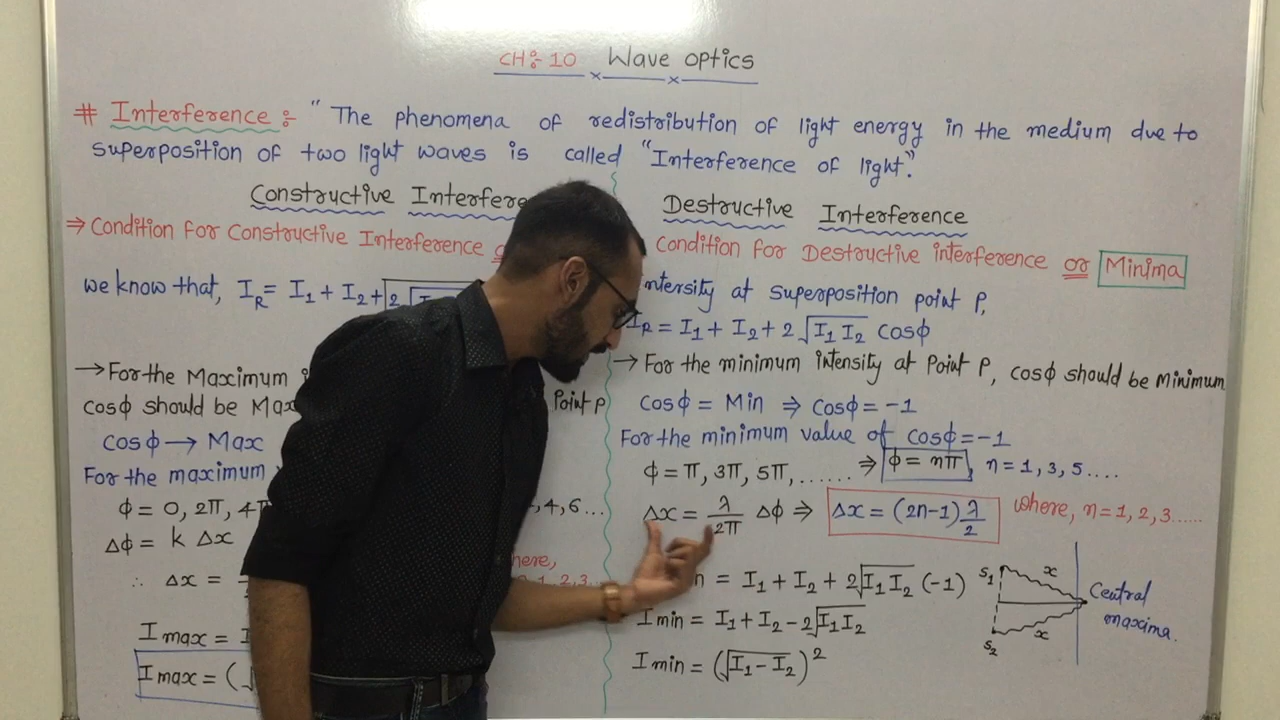 CH: 10 Wave optics
# Interference :- "The phenomena of redistribution of light energy in the medium due to
superposition of two light waves is called "Interference of light".
Constructive Interfere
⇒ Condition for Constructive Interference
we know that, I_R = I₁ + I₂ + 2√
→ For the Maximum
cosϕ should be Max Point P
cosϕ → Max
For the maximum
ϕ = 0, 2π, 4π ,4,6...
Δϕ = k Δx
∴ Δx =
I max =
I max = (√
Destructive Interference
condition for Destructive interference or Minima
ntensity at superposition point P,
I_R = I₁ + I₂ + 2√I₁ I₂ cosϕ
→ For the minimum intensity at Point P, cosϕ should be Minimum
cosϕ = Min ⇒ cosϕ = -1
For the minimum value of cosϕ = -1
ϕ = π, 3π, 5π, ...... ⇒ ϕ = nπ, n = 1, 3, 5....
Δx = λ/2π Δϕ ⇒ Δx = (2n-1) λ/2 where, n = 1, 2, 3......
n = I₁ + I₂ + 2√I₁ I₂ (-1)
I min = I₁ + I₂ - 2√I₁ I₂
I min = (√I₁ - I₂)²
S₁ x
S₂ x
Central
maxima.